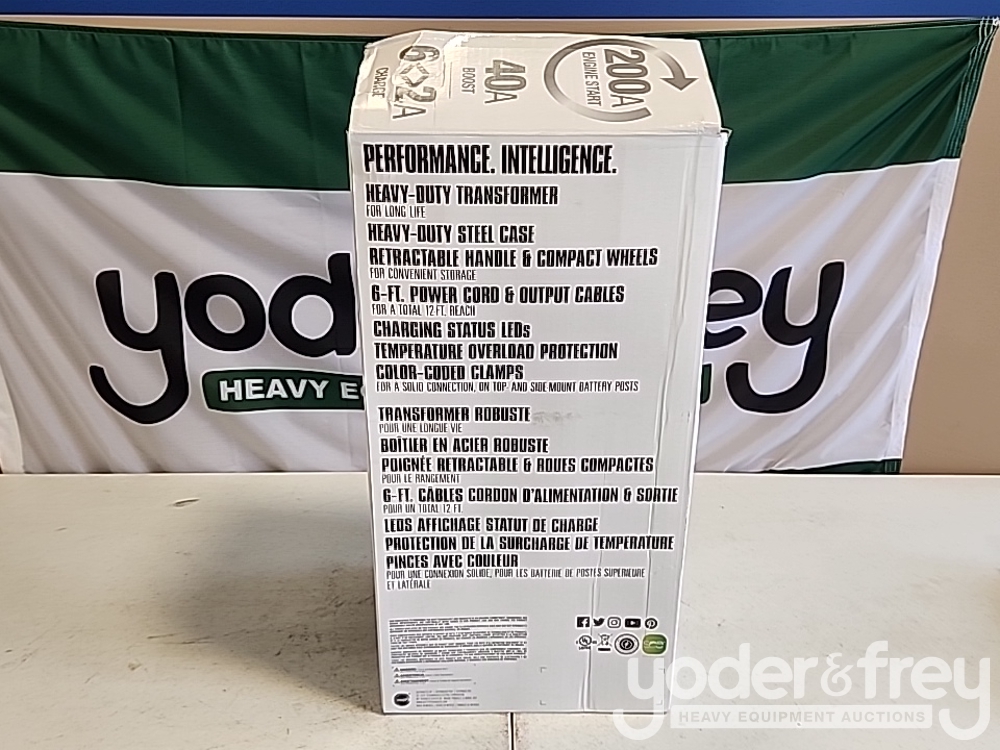 6<>2A
CHARGE
40A
BOOST
200A
ENGINE START
PERFORMANCE. INTELLIGENCE.
HEAVY-DUTY TRANSFORMER
FOR LONG LIFE
HEAVY-DUTY STEEL CASE
RETRACTABLE HANDLE & COMPACT WHEELS
FOR CONVENIENT STORAGE
6-FT. POWER CORD & OUTPUT CABLES
FOR A TOTAL 12 FT. REACH
CHARGING STATUS LEDs
TEMPERATURE OVERLOAD PROTECTION
COLOR-CODED CLAMPS
FOR A SOLID CONNECTION, ON TOP- AND SIDE MOUNT BATTERY POSTS
TRANSFORMER ROBUSTE
POUR UNE LONGUE VIE
BOÎTIER EN ACIER ROBUSTE
POIGNÉE RETRACTABLE & ROUES COMPACTES
POUR LE RANGEMENT
6-FT. CÂBLES CORDON D'ALIMENTATION & SORTIE
POUR UN TOTAL 12 FT.
LEDS AFFICHAGE STATUT DE CHARGE
PROTECTION DE LA SURCHARGE DE TEMPERATURE
PINCES AVEC COULEUR
POUR UNE CONNEXION SOLIDE, POUR LES BATTERIE DE POSTES SUPERIEURE
ET LATÉRALE
yod ey
HEAVY E
yoder&frey
HEAVY EQUIPMENT AUCTIONS